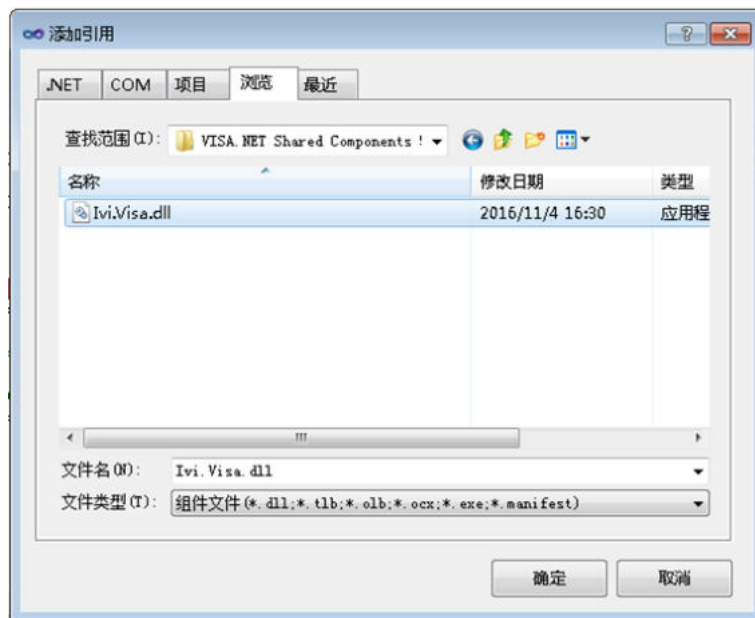 添加引用
.NET COM 项目 浏览 最近
查找范围(I): VISA.NET Shared Components !
名称 修改日期 类型
Ivi.Visa.dll 2016/11/4 16:30 应用程
文件名(N): Ivi.Visa.dll
文件类型(T): 组件文件(*.dll;*.tlb;*.olb;*.ocx;*.exe;*.manifest)
确定 取消